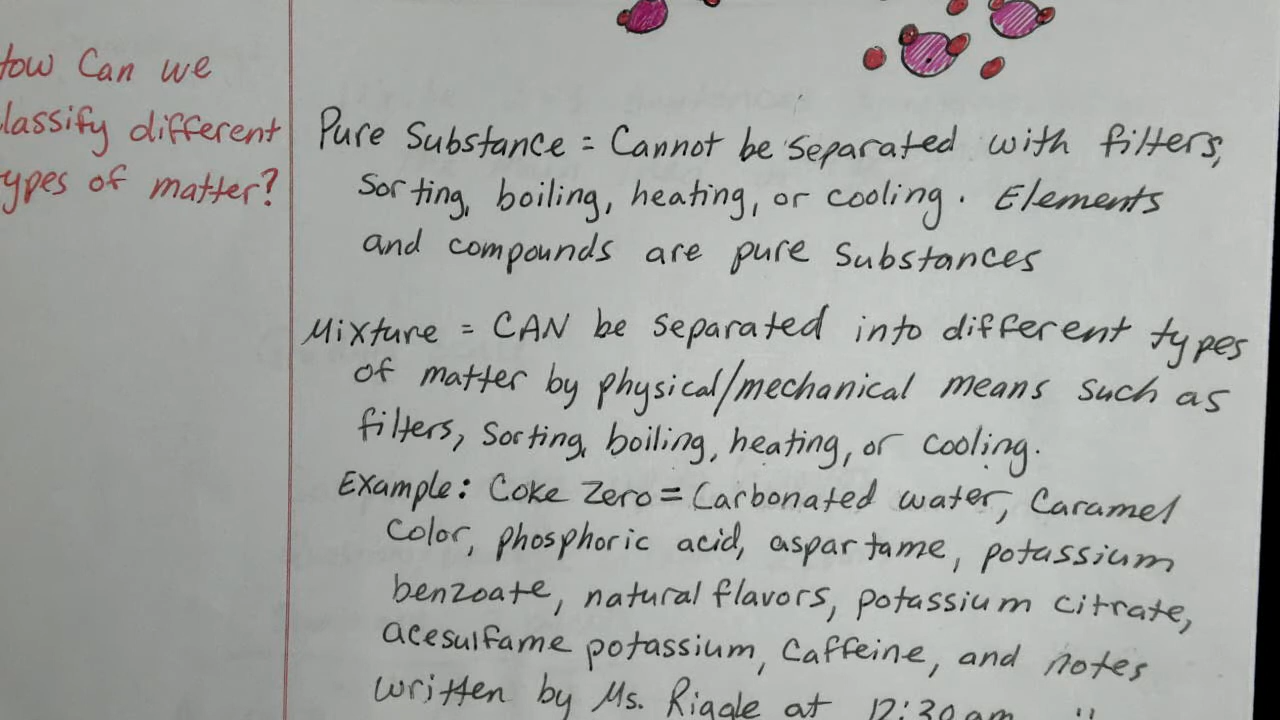 How Can we
classify different
types of matter?
Pure Substance = Cannot be separated with filters,
sorting, boiling, heating, or cooling. Elements
and compounds are pure substances
Mixture = CAN be separated into different types
of matter by physical/mechanical means such as
filters, sorting, boiling, heating, or cooling.
Example: Coke Zero = Carbonated water, Caramel
color, phosphoric acid, aspartame, potassium
benzoate, natural flavors, potassium citrate,
acesulfame potassium, Caffeine, and notes
written by Ms. Riggle at 12:30am